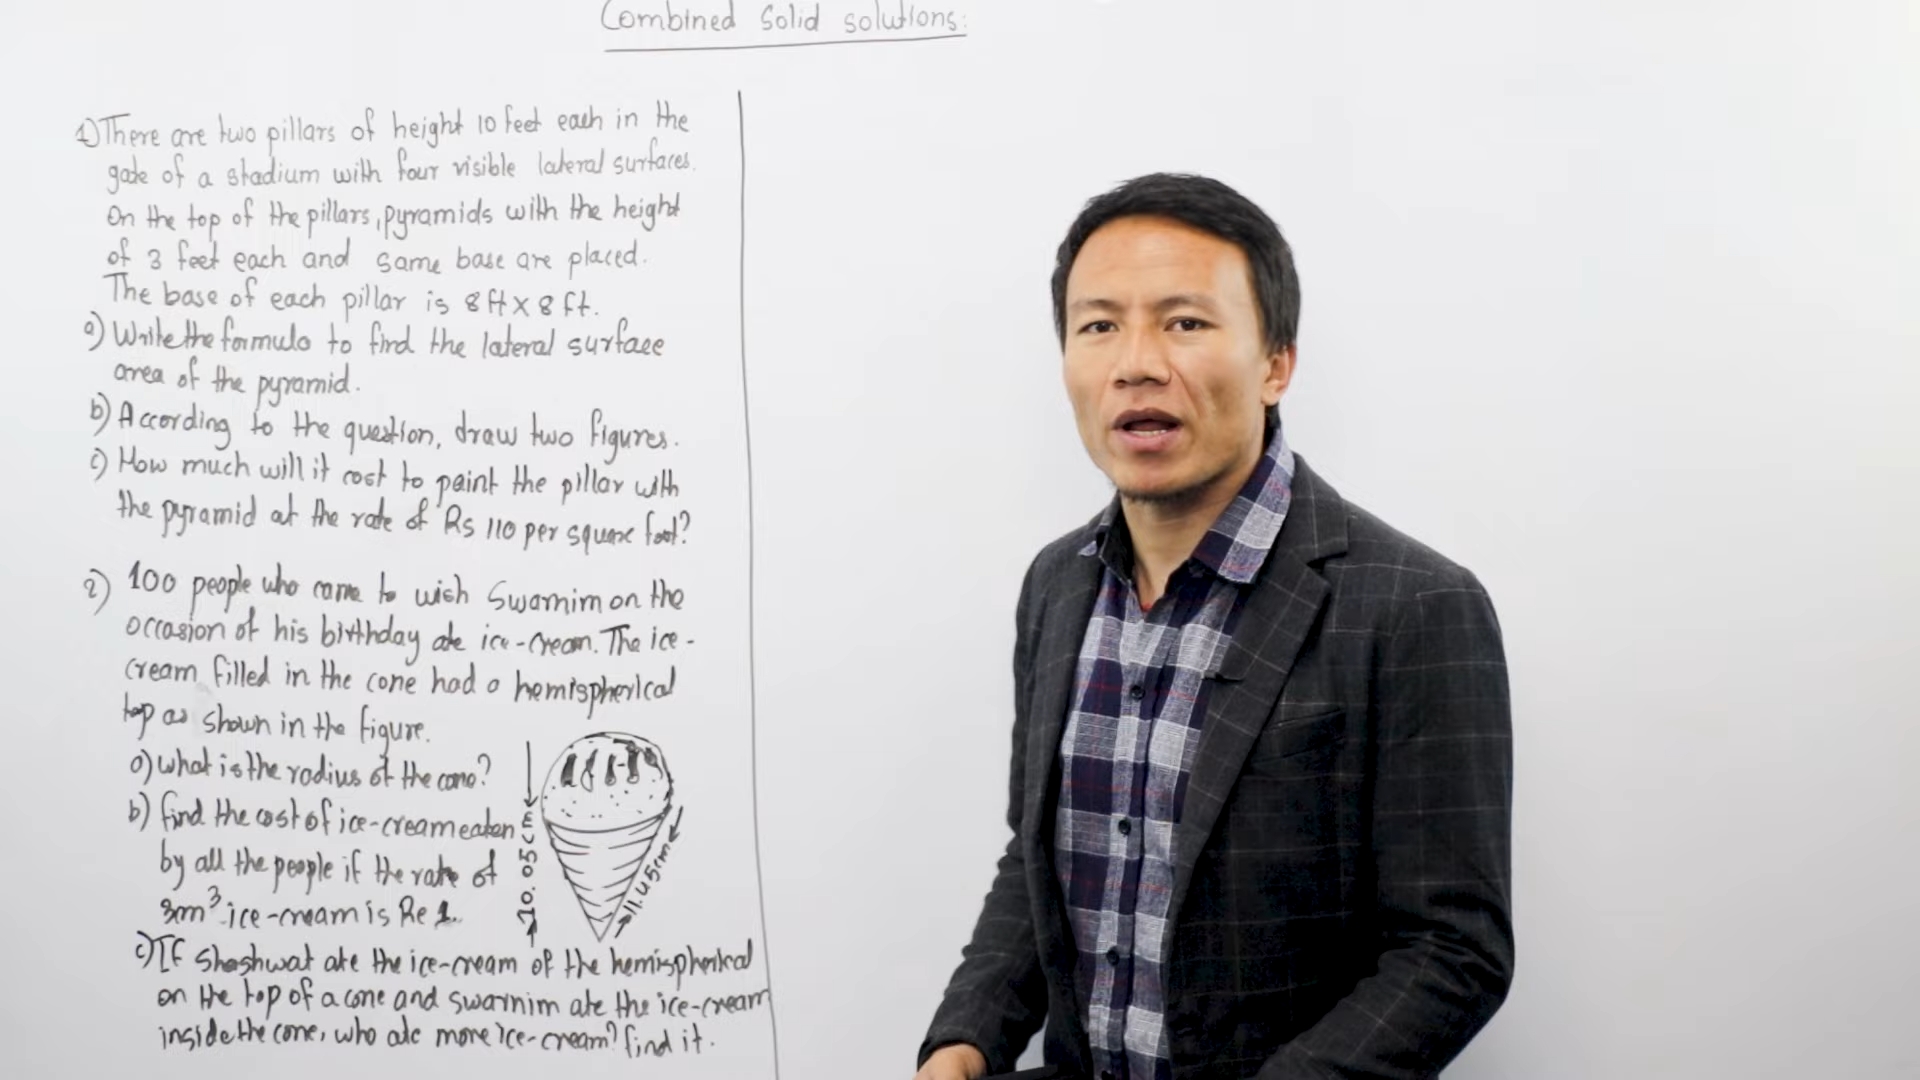 Combined Solid solutions:
1) There are two pillars of height 10 feet each in the
gate of a stadium with four visible lateral surfaces.
On the top of the pillars, pyramids with the height
of 3 feet each and same base are placed.
The base of each pillar is 8ft x 8ft.
a) Write the formula to find the lateral surface
area of the pyramid.
b) According to the question, draw two figures.
c) How much will it cost to paint the pillar with
the pyramid at the rate of Rs 110 per square foot?
2) 100 people who came to wish Swarnim on the
occasion of his birthday ate ice-cream. The ice-
cream filled in the cone had a hemispherical
top as shown in the figure.
a) What is the radius of the cone?
b) find the cost of ice-cream eaten
by all the people if the rate of
3cm³ ice-cream is Re 1.
c) If Shashwat ate the ice-cream of the hemispherical
on the top of a cone and swarnim ate the ice-cream
inside the cone, who ate more ice-cream? find it.
10.05cm
11.45cm